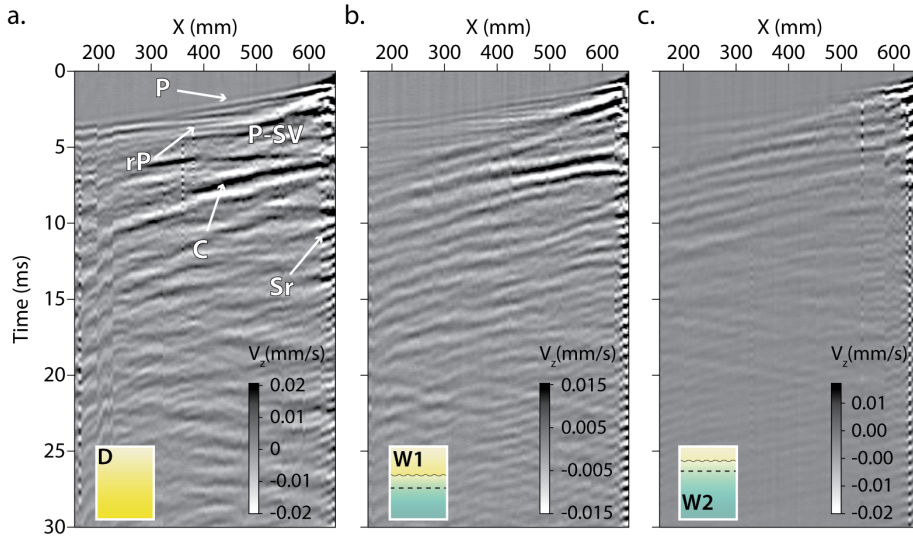 a.
b.
c.
X (mm)
X (mm)
X (mm)
200 300 400 500 600
200 300 400 500 600
200 300 400 500 600
Time (ms)
0
5
10
15
20
25
30
P
P-SV
rP
C
Sr
Vz(mm/s)
0.02
0.01
0
-0.01
-0.02
D
Vz(mm/s)
0.015
0.005
-0.005
-0.015
W1
Vz(mm/s)
0.01
0.00
-0.00
-0.01
-0.02
W2